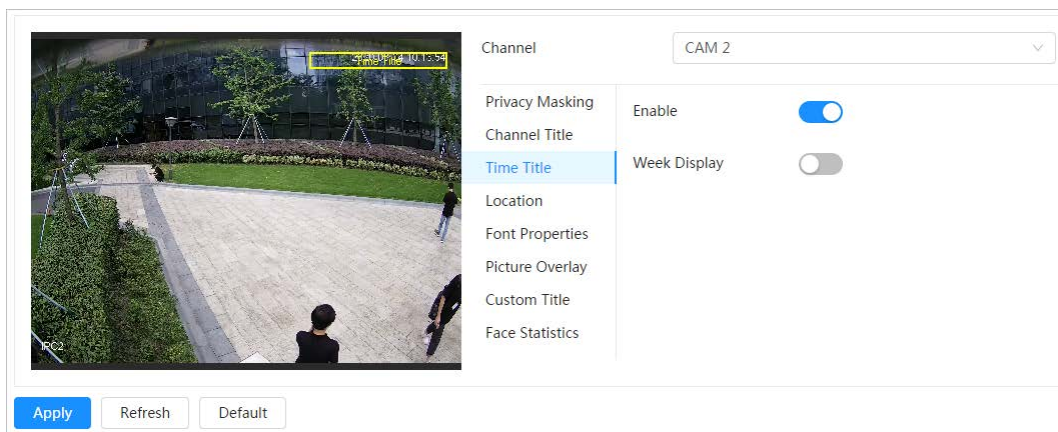 Channel
CAM 2
Privacy Masking
Channel Title
Time Title
Location
Font Properties
Picture Overlay
Custom Title
Face Statistics
Enable
Week Display
Time Title
IPC2
Apply
Refresh
Default